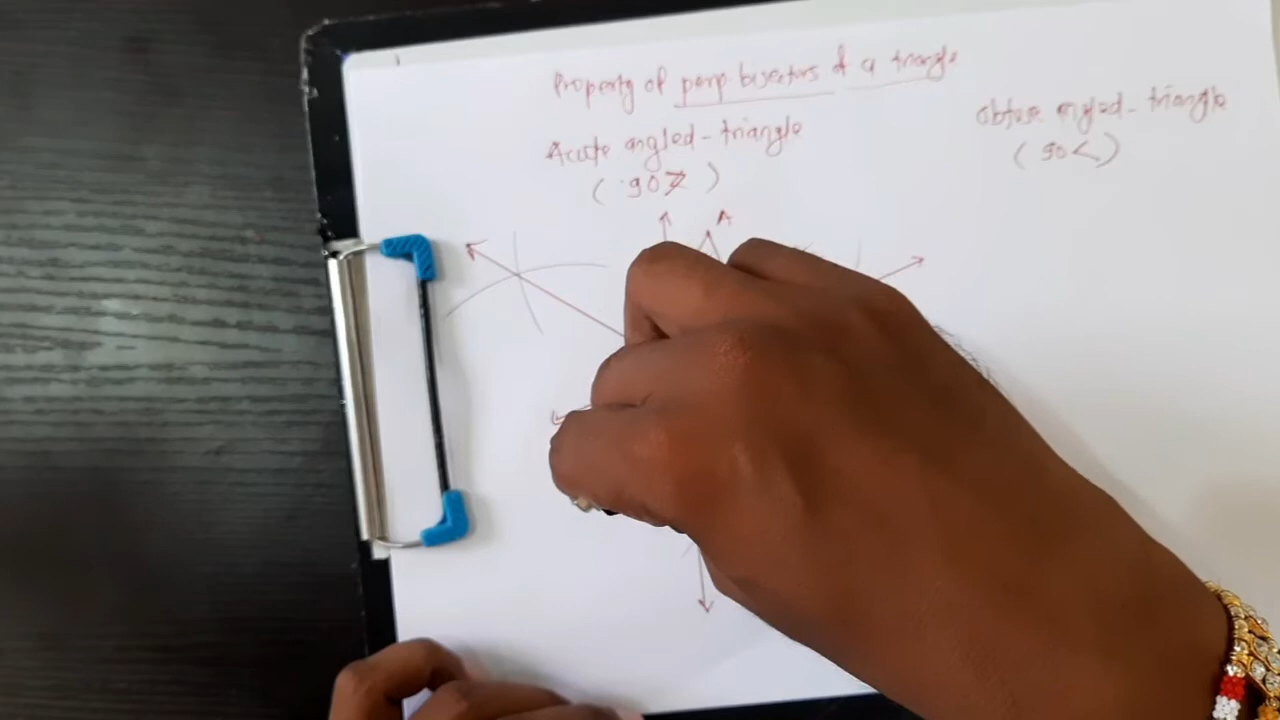 Property of perp bisectors of a triangle
Acute angled-triangle
(90>)
Obtuse angled-triangle
(90<)
A